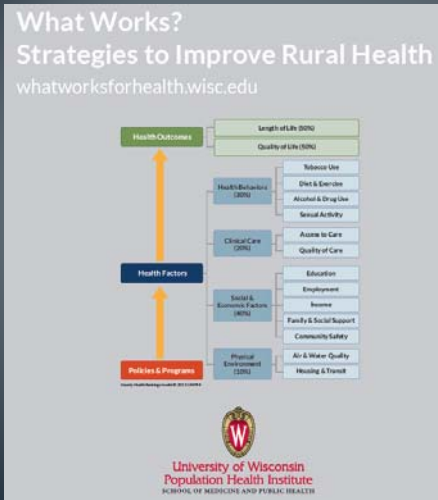 What Works?
Strategies to Improve Rural Health
whatworksforhealth.wisc.edu
Health Outcomes
Length of Life (50%)
Quality of Life (50%)
Health Factors
Health Behaviors
(30%)
Tobacco Use
Diet & Exercise
Alcohol & Drug Use
Sexual Activity
Clinical Care
(20%)
Access to Care
Quality of Care
Social &
Economic Factors
(40%)
Education
Employment
Income
Family & Social Support
Community Safety
Physical
Environment
(10%)
Air & Water Quality
Housing & Transit
Policies & Programs
County Health Rankings model
W
University of Wisconsin
Population Health Institute
SCHOOL OF MEDICINE AND PUBLIC HEALTH